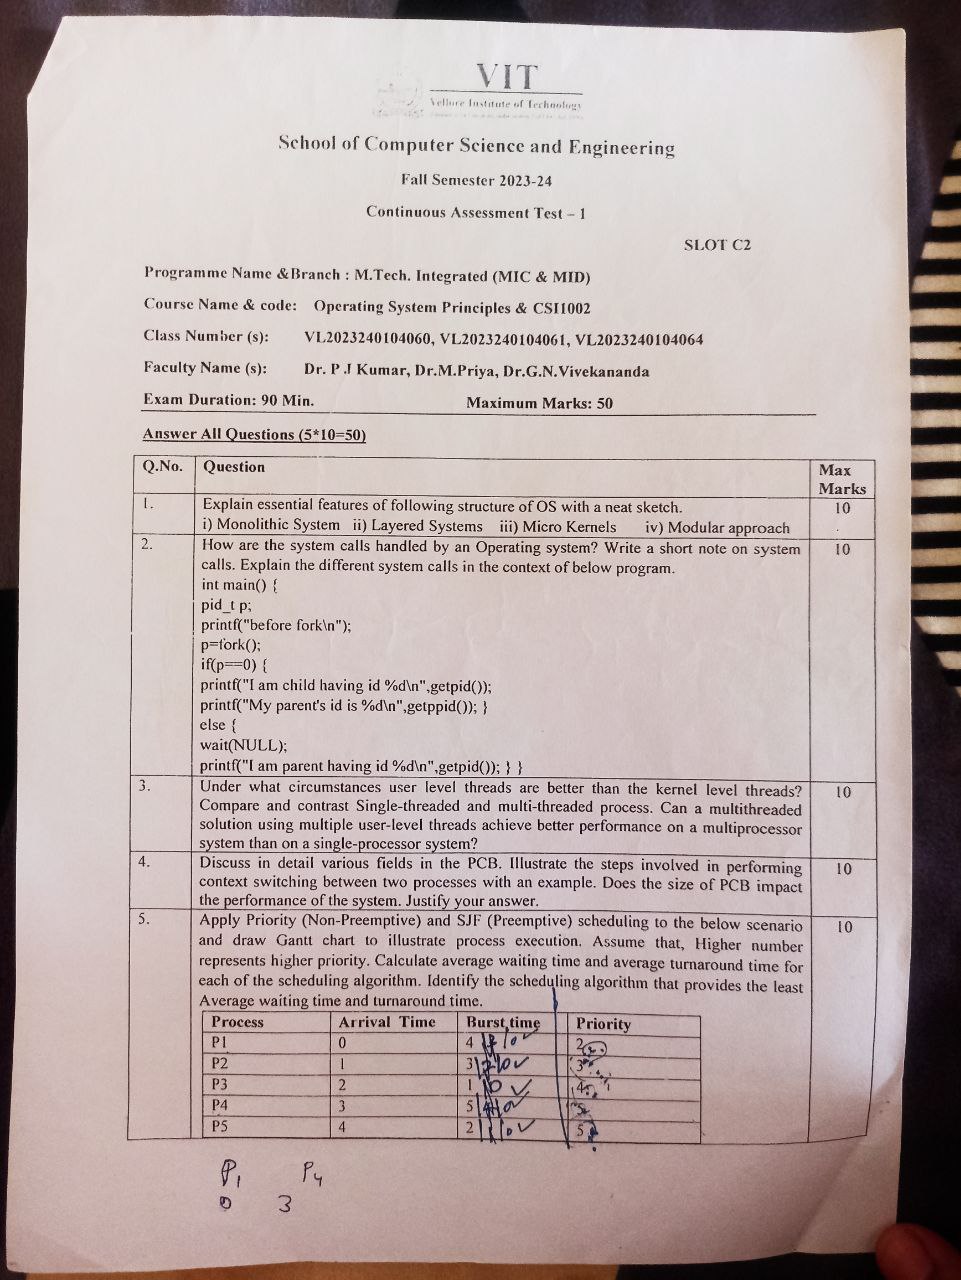 VIT
Vellore Institute of Technology
School of Computer Science and Engineering
Fall Semester 2023-24
Continuous Assessment Test – 1
SLOT C2
Programme Name &Branch : M.Tech. Integrated (MIC & MID)
Course Name & code: Operating System Principles & CSI1002
Class Number (s): VL2023240104060, VL2023240104061, VL2023240104064
Faculty Name (s): Dr. P J Kumar, Dr.M.Priya, Dr.G.N.Vivekananda
Exam Duration: 90 Min. Maximum Marks: 50
Answer All Questions (5*10=50)
Q.No. Question Max Marks
1. Explain essential features of following structure of OS with a neat sketch. 10
i) Monolithic System ii) Layered Systems iii) Micro Kernels iv) Modular approach
2. How are the system calls handled by an Operating system? Write a short note on system 10
calls. Explain the different system calls in the context of below program.
int main() {
pid_t p;
printf("before fork\n");
p=fork();
if(p==0) {
printf("I am child having id %d\n",getpid());
printf("My parent's id is %d\n",getppid()); }
else {
wait(NULL);
printf("I am parent having id %d\n",getpid()); } }
3. Under what circumstances user level threads are better than the kernel level threads? 10
Compare and contrast Single-threaded and multi-threaded process. Can a multithreaded
solution using multiple user-level threads achieve better performance on a multiprocessor
system than on a single-processor system?
4. Discuss in detail various fields in the PCB. Illustrate the steps involved in performing 10
context switching between two processes with an example. Does the size of PCB impact
the performance of the system. Justify your answer.
5. Apply Priority (Non-Preemptive) and SJF (Preemptive) scheduling to the below scenario 10
and draw Gantt chart to illustrate process execution. Assume that, Higher number
represents higher priority. Calculate average waiting time and average turnaround time for
each of the scheduling algorithm. Identify the scheduling algorithm that provides the least
Average waiting time and turnaround time.
Process Arrival Time Burst time Priority
P1 0 4 2
P2 1 3 3
P3 2 1 4
P4 3 5 5
P5 4 2 5
P1 P4
0 3